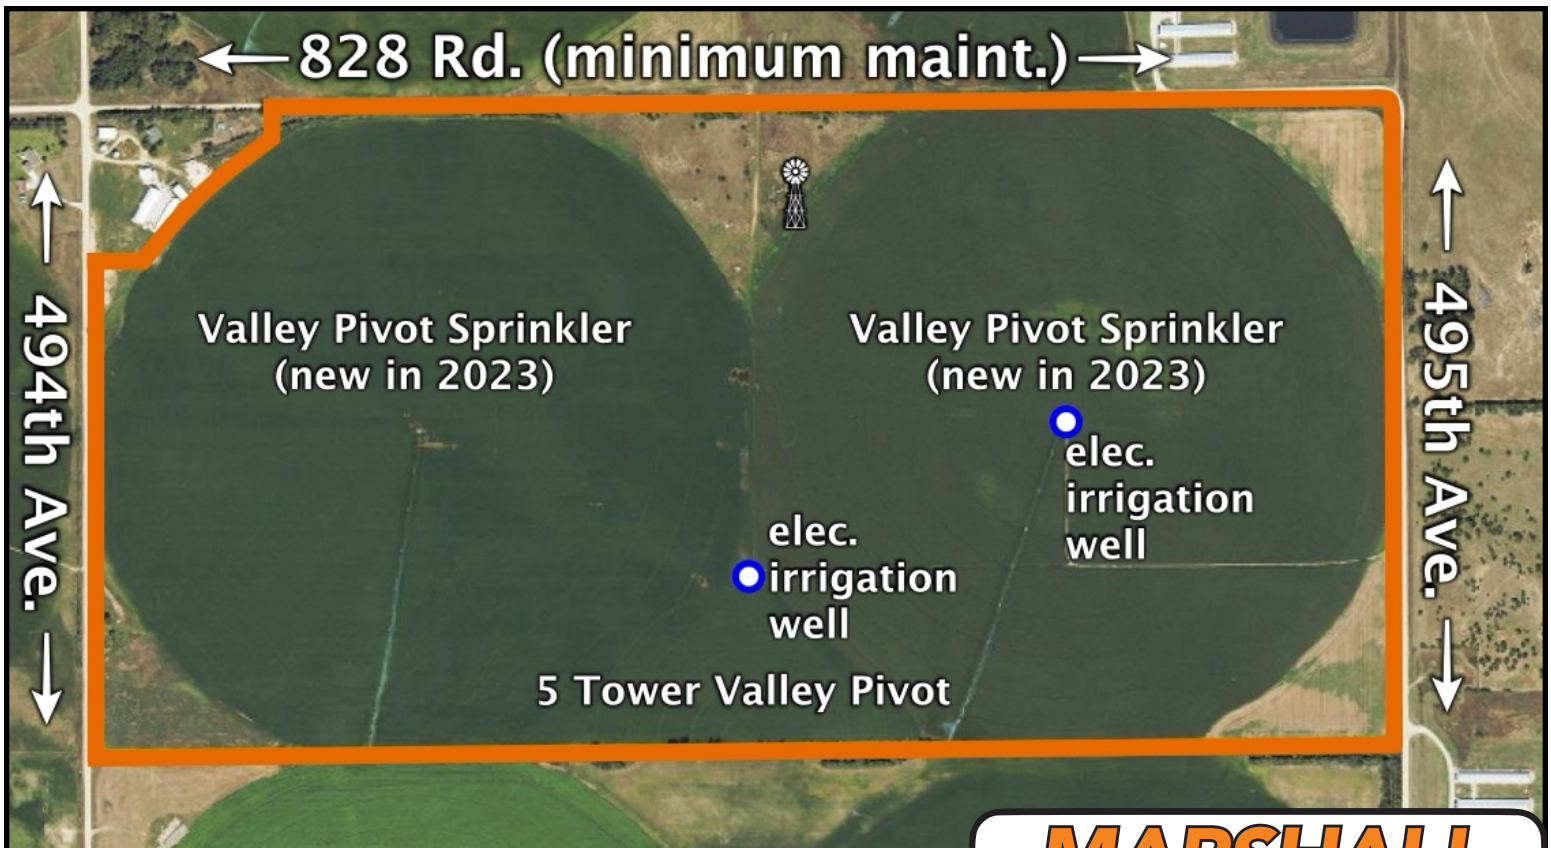 828 Rd. (minimum maint.)
494th Ave.
Valley Pivot Sprinkler
(new in 2023)
Valley Pivot Sprinkler
(new in 2023)
495th Ave.
elec.
irrigation
well
elec.
irrigation
well
5 Tower Valley Pivot
MARSHALL